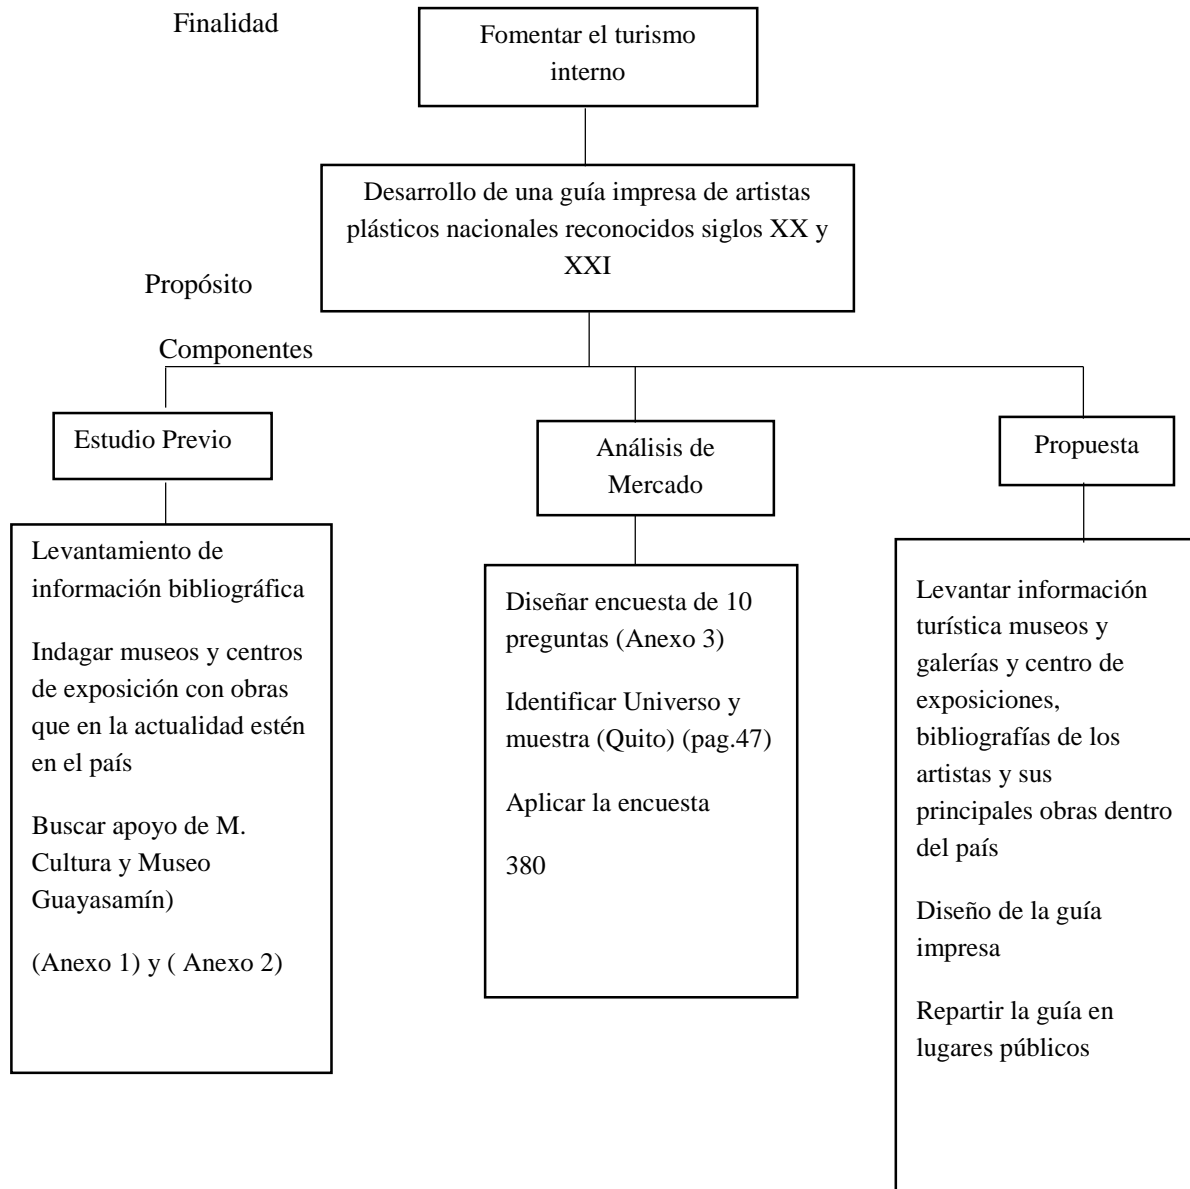 Finalidad
Fomentar el turismo
interno
Desarrollo de una guía impresa de artistas
plásticos nacionales reconocidos siglos XX y
XXI
Propósito
Componentes
Estudio Previo
Levantamiento de
información bibliográfica
Indagar museos y centros
de exposición con obras
que en la actualidad estén
en el país
Buscar apoyo de M.
Cultura y Museo
Guayasamín)
(Anexo 1) y ( Anexo 2)
Análisis de
Mercado
Diseñar encuesta de 10
preguntas (Anexo 3)
Identificar Universo y
muestra (Quito) (pag.47)
Aplicar la encuesta
380
Propuesta
Levantar información
turística museos y
galerías y centro de
exposiciones,
bibliografías de los
artistas y sus
principales obras dentro
del país
Diseño de la guía
impresa
Repartir la guía en
lugares públicos